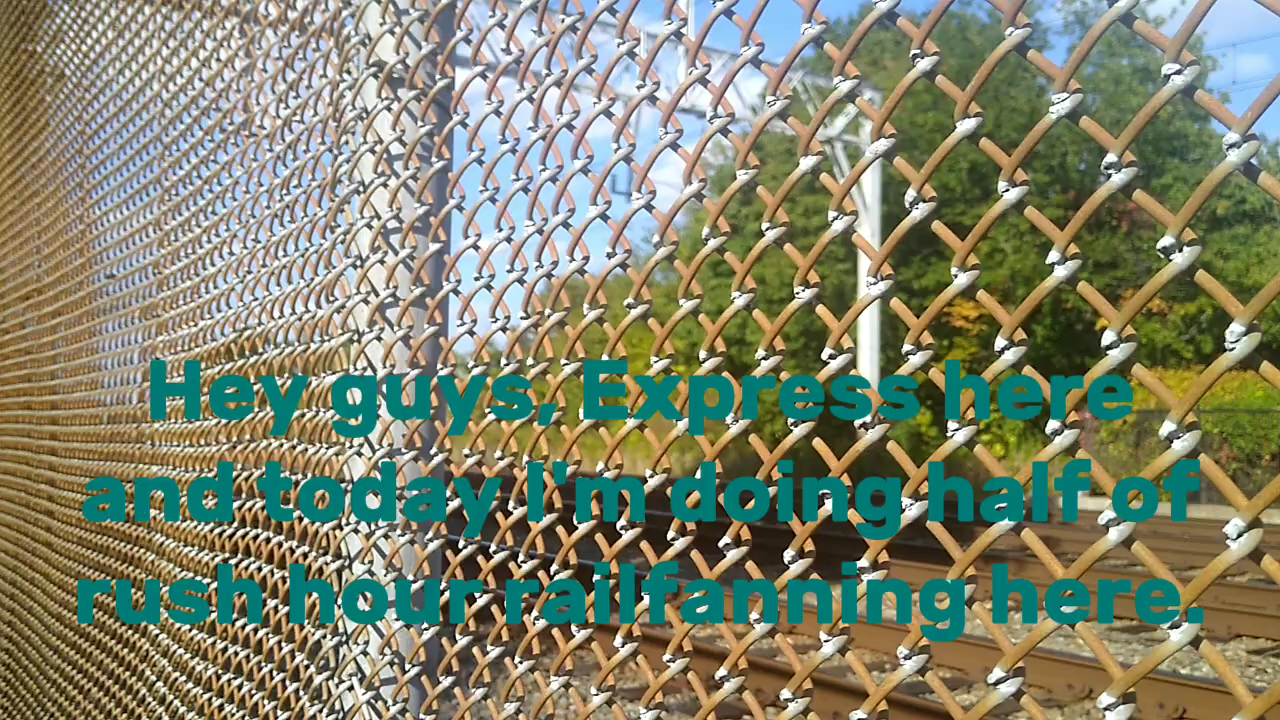 Hey guys, Express here
and today I'm doing half of
rush hour railfanning here.